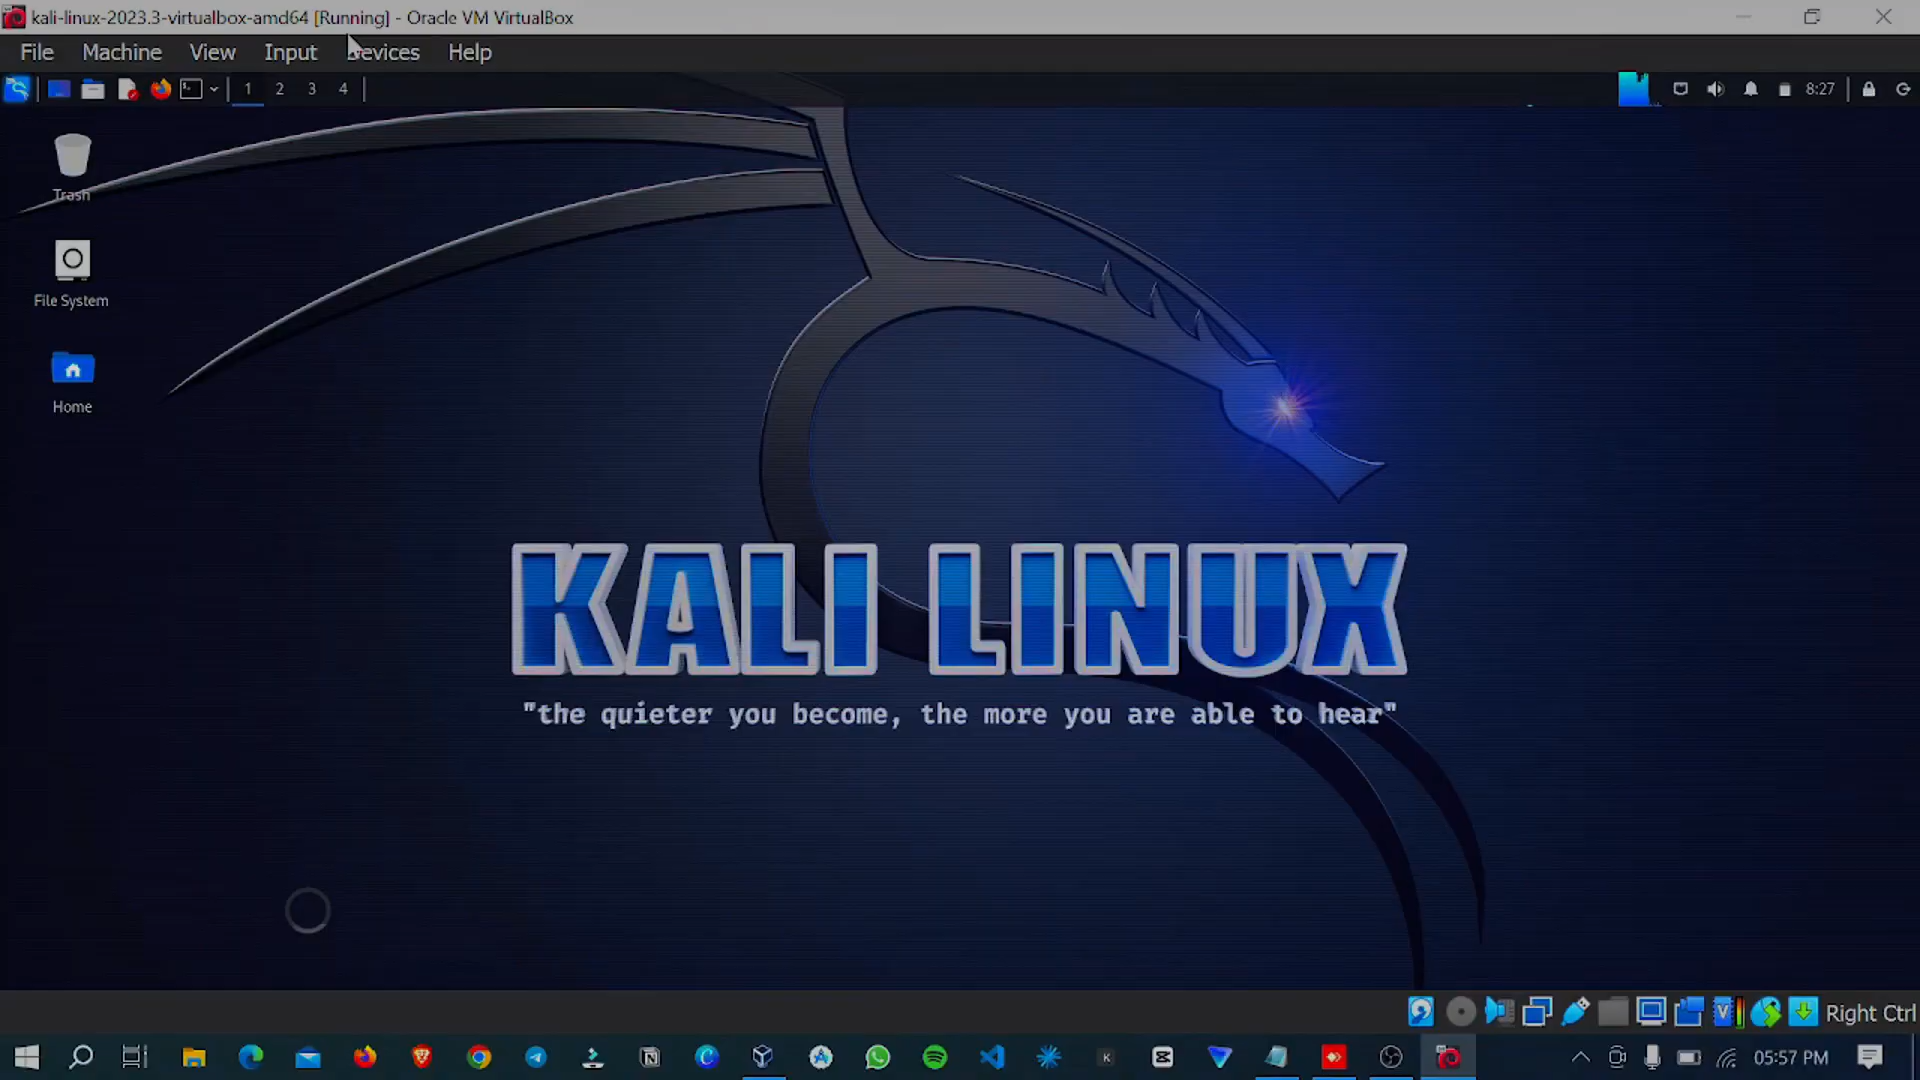 kali-linux-2023.3-virtualbox-amd64 [Running] - Oracle VM VirtualBox
File Machine View Input Devices Help
1 2 3 4 8:27
Trash
File System
Home
KALI LINUX
"the quieter you become, the more you are able to hear"
Right Ctrl
05:57 PM